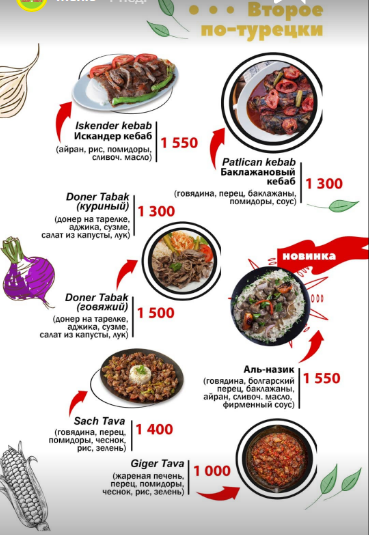 Второе
по-турецки
Iskender kebab
Искандер кебаб
(айран, рис, помидоры,
сливоч. масло)
1 550
Patlican kebab
Баклажановый
кебаб
(говядина, перец, баклажаны,
помидоры, соус)
1 300
Doner Tabak
(куриный)
(донер на тарелке,
аджика, сузме,
салат из капусты, лук)
1 300
новинка
Doner Tabak
(говяжий)
(донер на тарелке,
аджика, сузме,
салат из капусты, лук)
1 500
Аль-назик
(говядина, болгарский
перец, баклажаны,
айран, сливоч. масло,
фирменный соус)
1 550
Sach Tava
(говядина, перец,
помидоры, чеснок,
рис, зелень)
1 400
Giger Tava
(жареная печень,
перец, помидоры,
чеснок, рис, зелень)
1 000